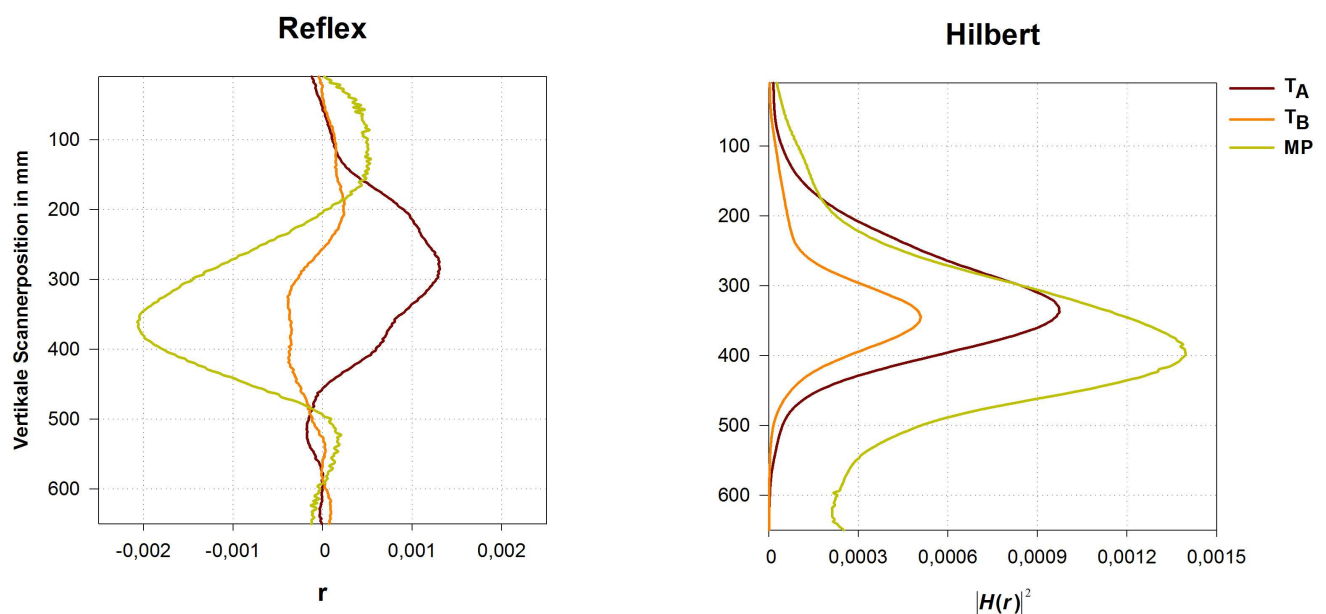 Reflex
Vertikale Scannerposition in mm
100
200
300
400
500
600
-0,002 -0,001 0 0,001 0,002
r
Hilbert
100
200
300
400
500
600
0 0,0003 0,0006 0,0009 0,0012 0,0015
|H(r)|²
T_A
T_B
MP